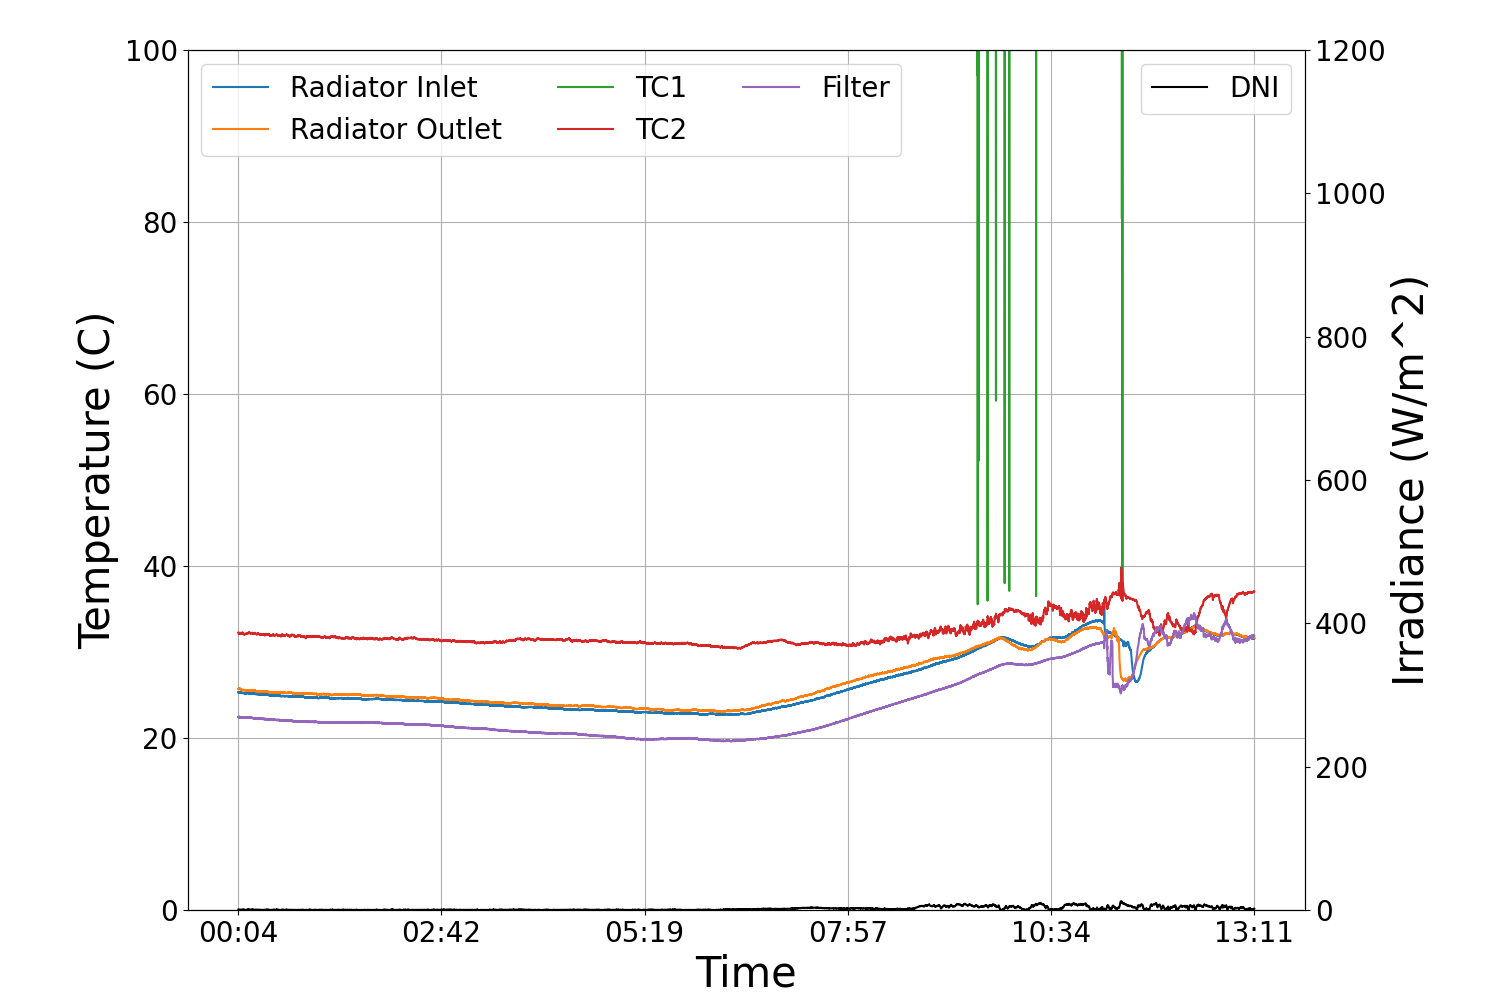 Radiator Inlet
Radiator Outlet
TC1
TC2
Filter
DNI
100
80
60
40
20
0
Temperature (C)
1200
1000
800
600
400
200
0
Irradiance (W/m^2)
00:04 02:42 05:19 07:57 10:34 13:11
Time